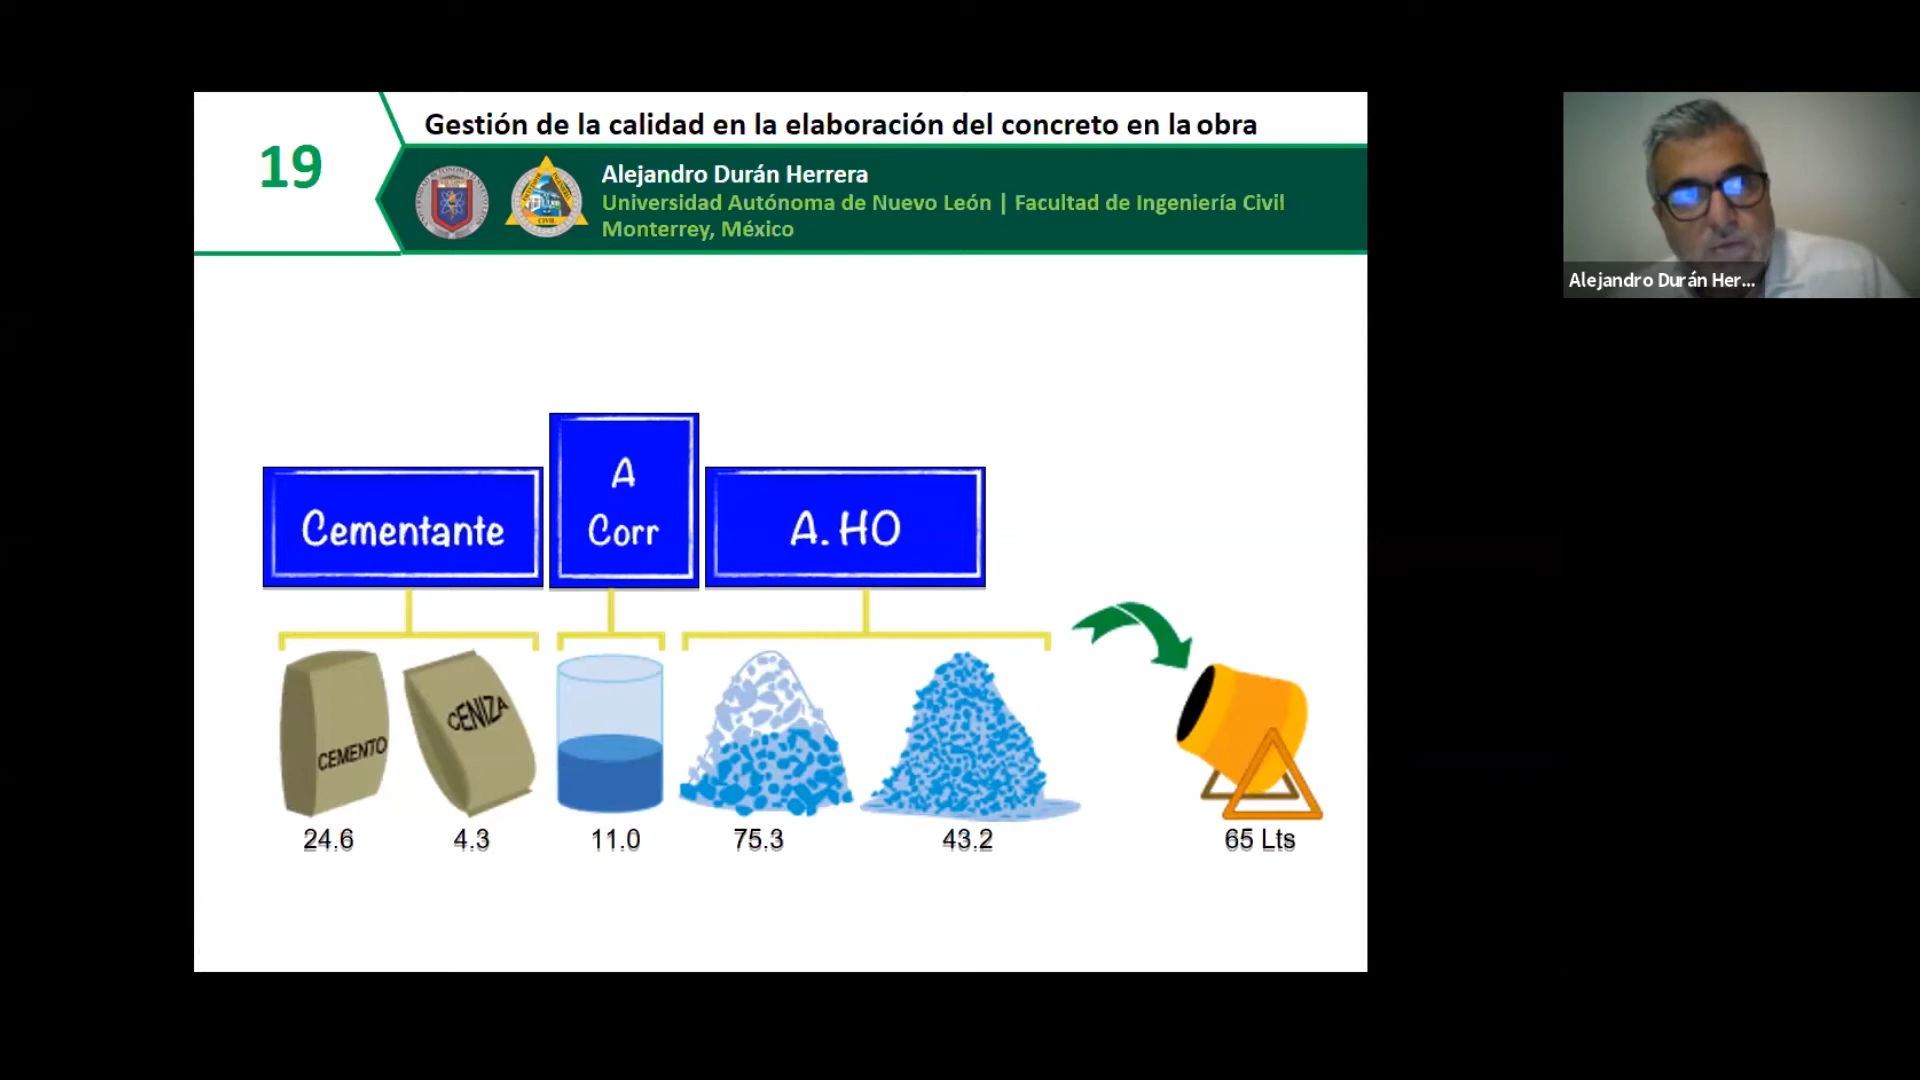 19
Gestión de la calidad en la elaboración del concreto en la obra
Alejandro Durán Herrera
Universidad Autónoma de Nuevo León | Facultad de Ingeniería Civil
Monterrey, México
Alejandro Durán Her...
Cementante
A
Corr
A. HO
CEMENTO
CENIZA
24.6
4.3
11.0
75.3
43.2
65 Lts